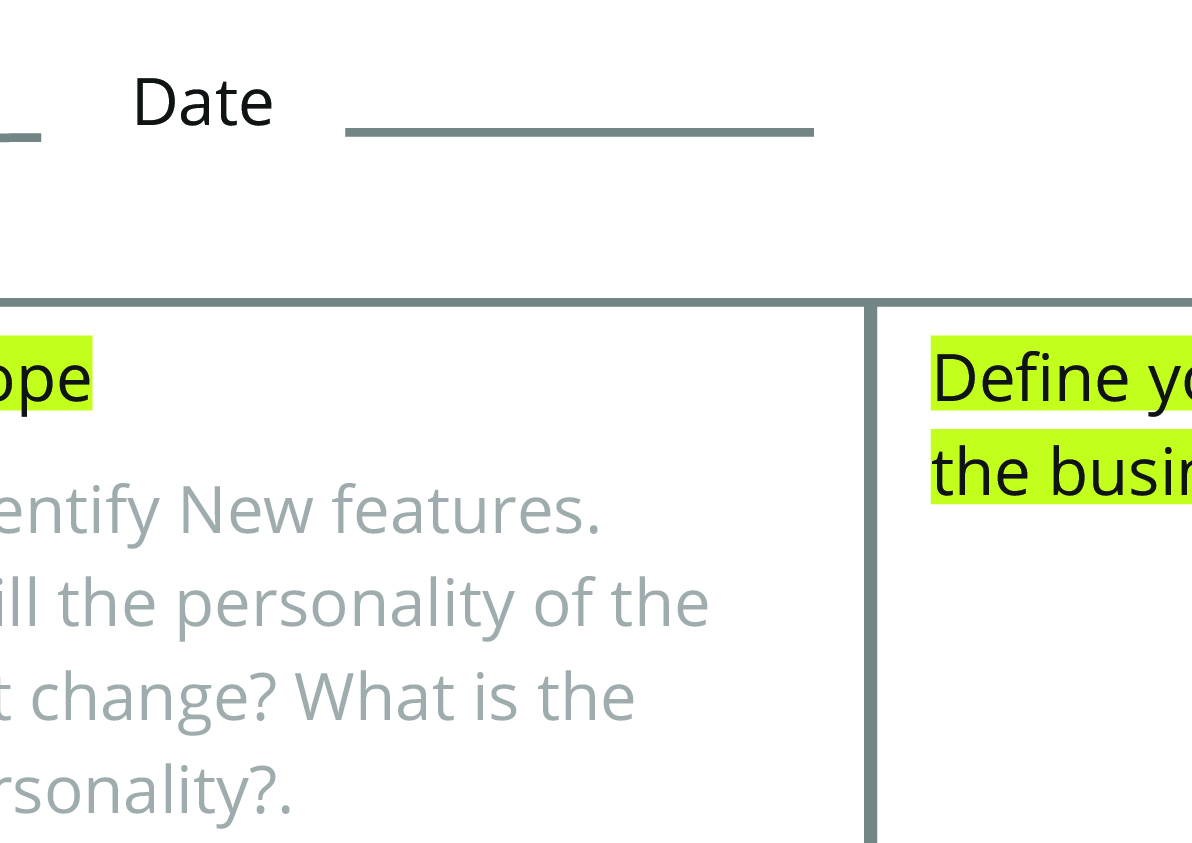 Date
ope
entify New features.
ill the personality of the
t change? What is the
rsonality?.
Define yo
the busin